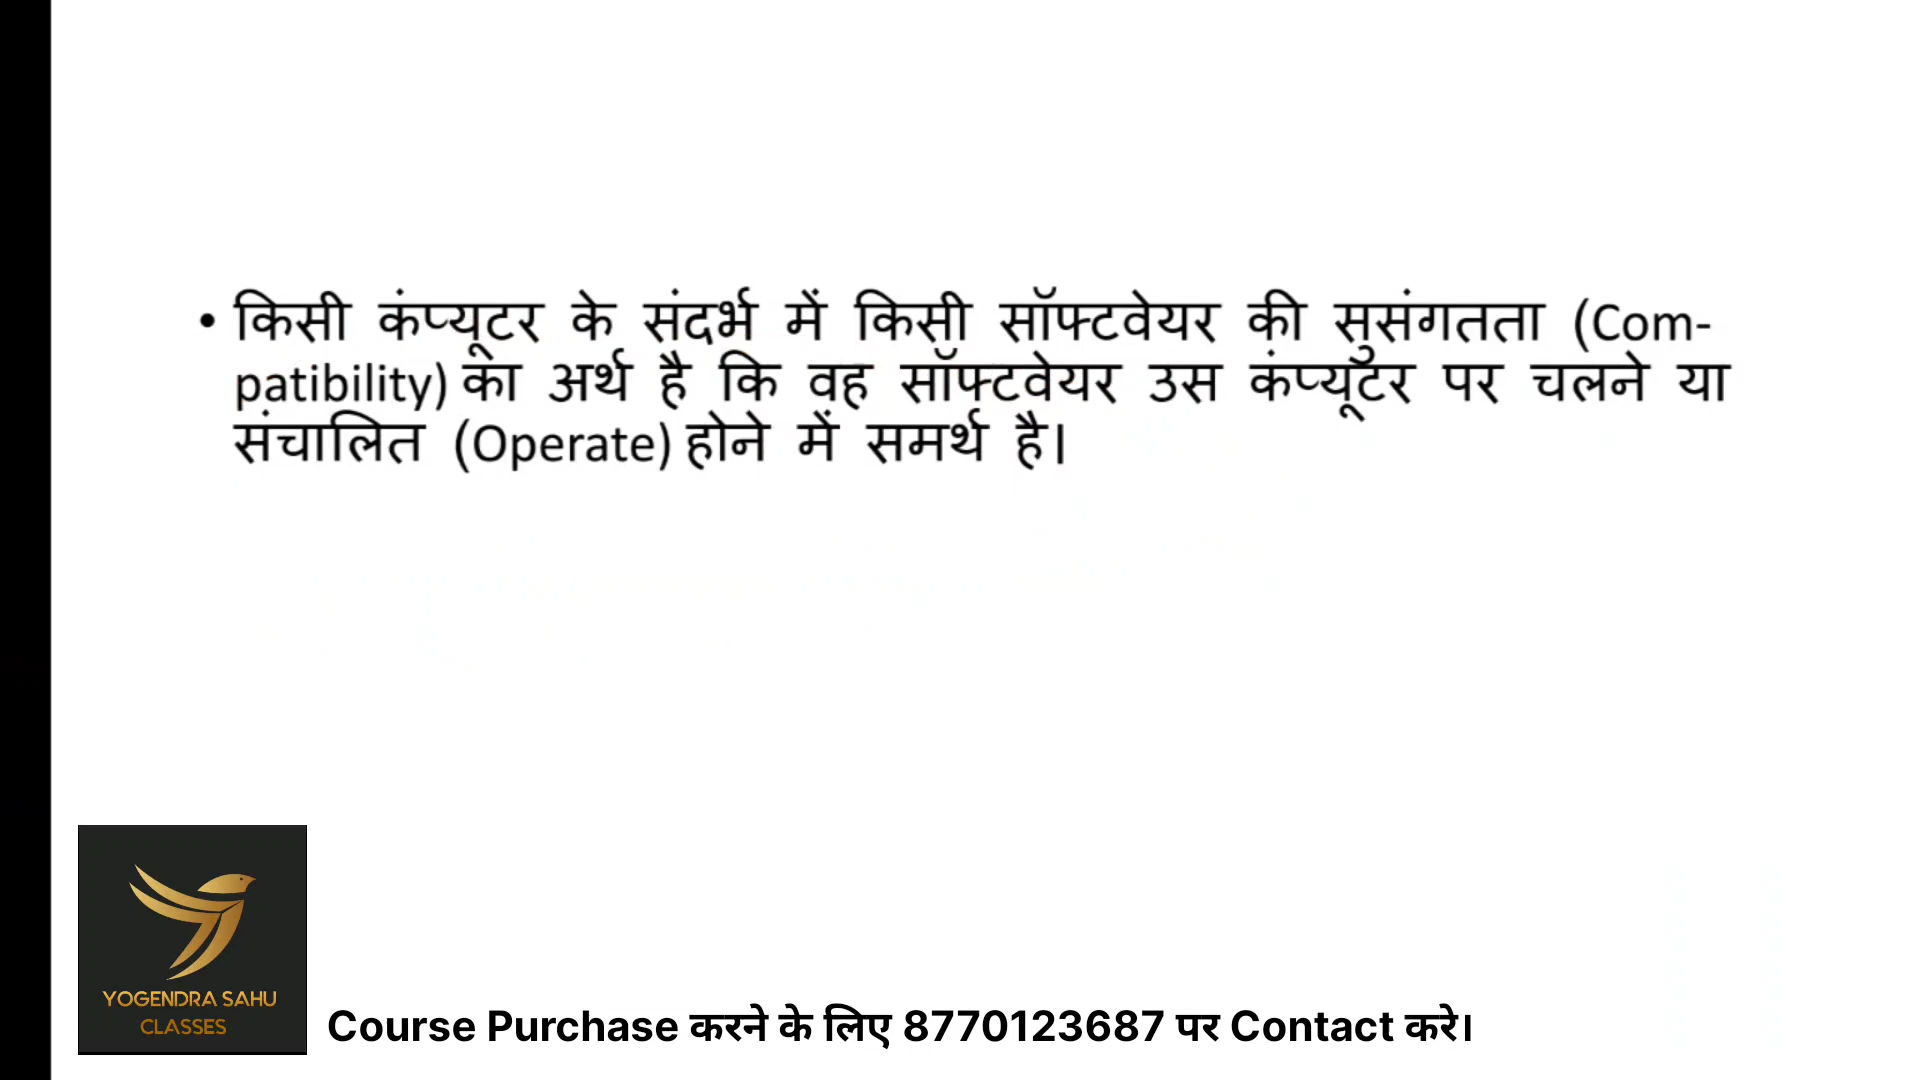 • किसी कंप्यूटर के संदर्भ में किसी सॉफ्टवेयर की सुसंगतता (Com-
patibility) का अर्थ है कि वह सॉफ्टवेयर उस कंप्यूटर पर चलने या
संचालित (Operate) होने में समर्थ है।
YOGENDRA SAHU
CLASSES
Course Purchase करने के लिए 8770123687 पर Contact करे।